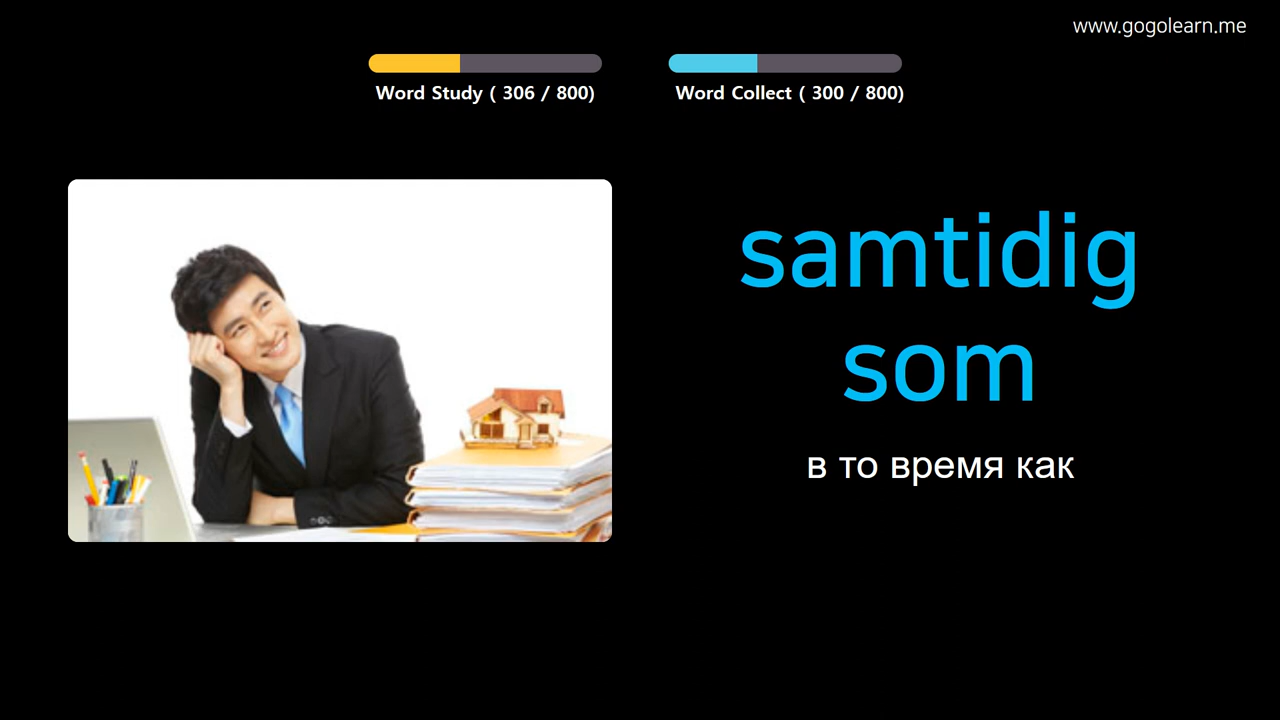 www.gogolearn.me
Word Study ( 306 / 800)
Word Collect ( 300 / 800)
samtidig
som
в то время как